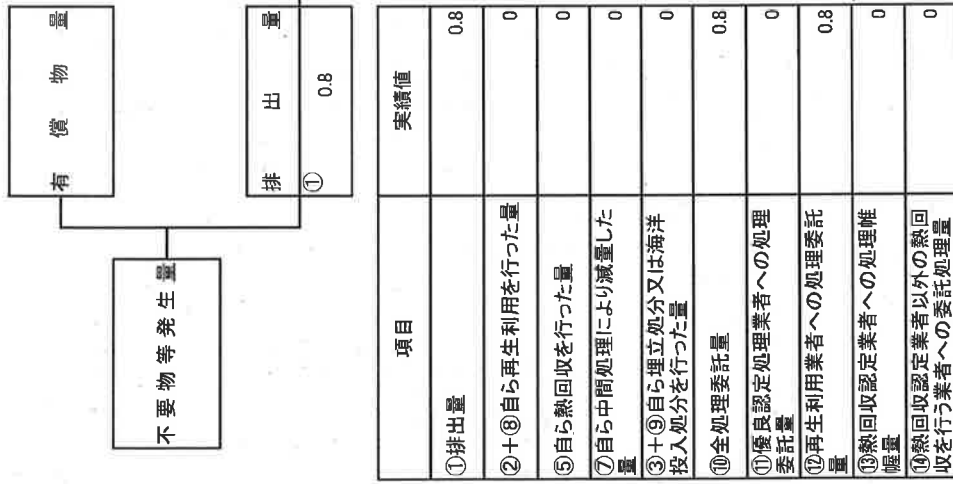 有償物量
不要物等発生量
排出量
①
0.8
項目 実績値
①排出量 0.8
②+⑧自ら再生利用を行った量 0
⑤自ら熱回収を行った量 0
⑦自ら中間処理により減量した
量 0
③+⑨自ら埋立処分又は海洋
投入処分を行った量 0
⑩全処理委託量 0.8
⑪優良認定処理業者への処理
委託量 0
⑫再生利用業者への処理委託
量 0.8
⑬熱回収認定業者への処理帷
幄量 0
⑭熱回収認定業者以外の熱回
収を行う業者への委託処理量 0